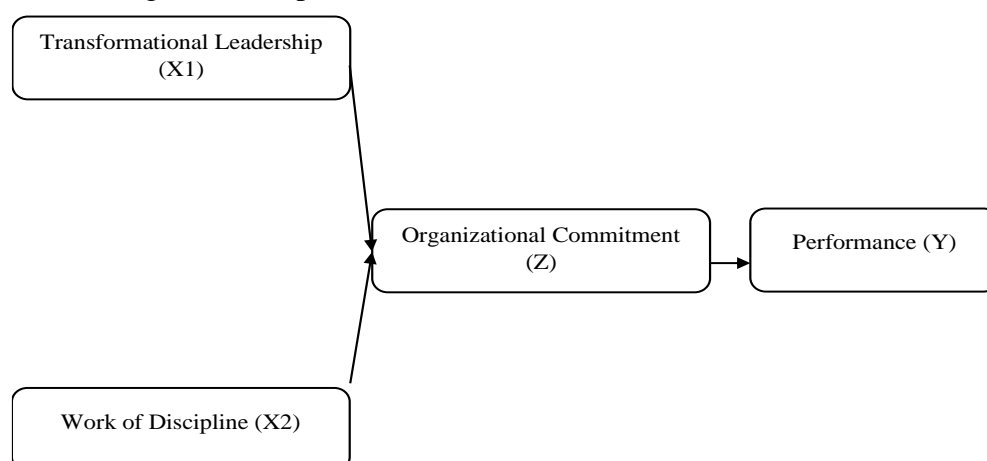 Transformational Leadership
(X1)
Organizational Commitment
(Z)
Performance (Y)
Work of Discipline (X2)